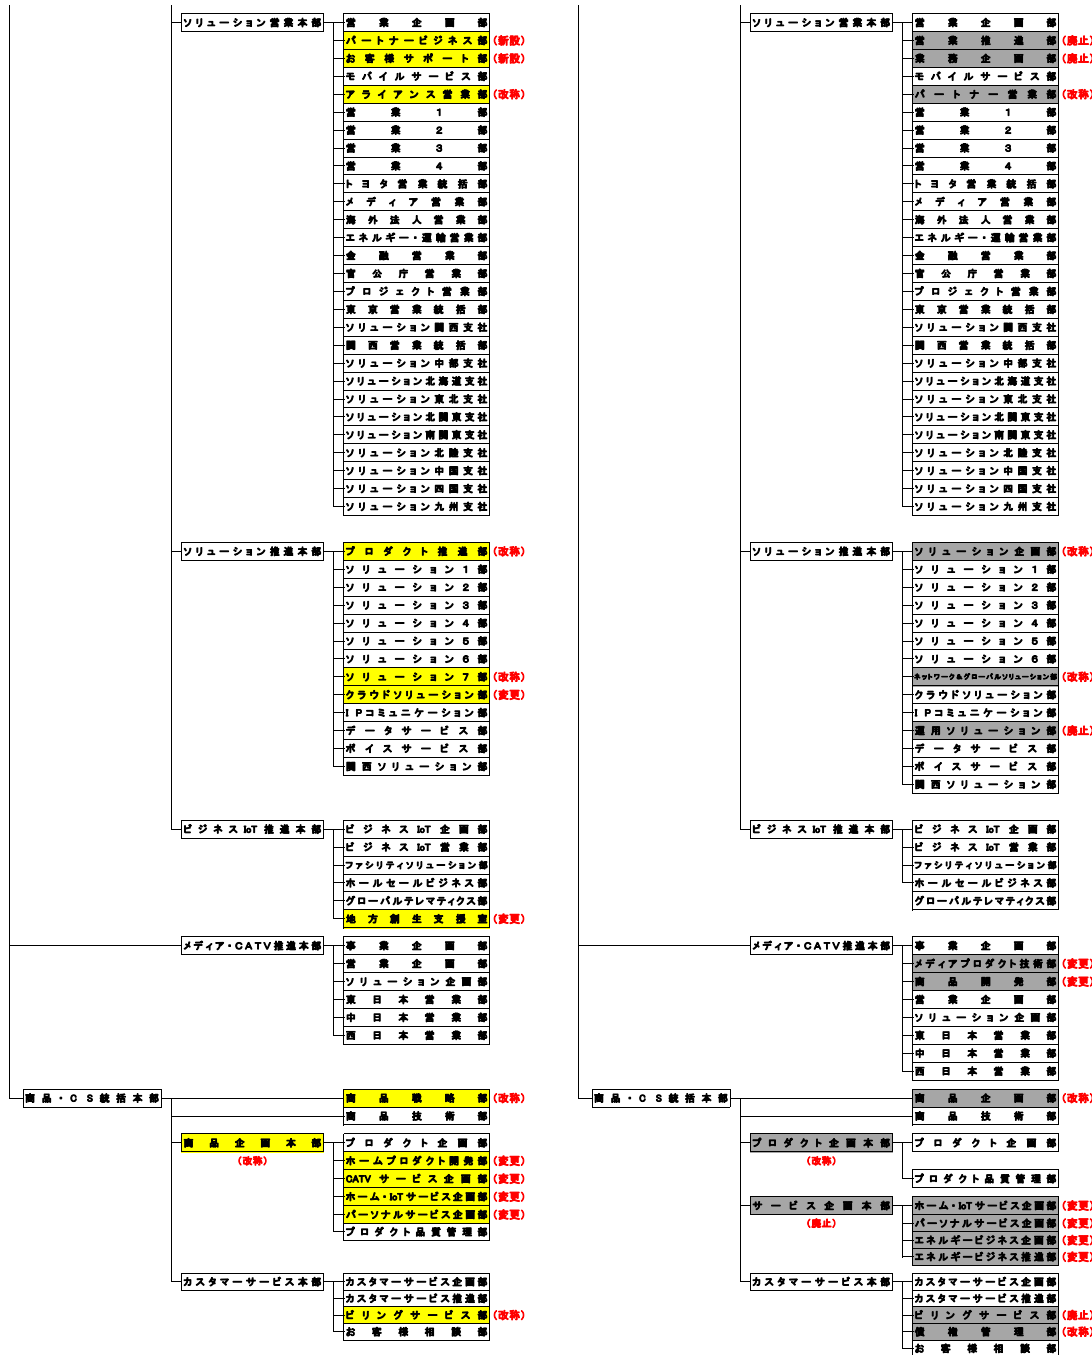 ソリューション営業本部
営業企画部
パートナービジネス部 (新設)
お客様サポート部 (新設)
モバイルサービス部
アライアンス営業部 (改称)
営業1部
営業2部
営業3部
営業4部
トヨタ営業統括部
メディア営業部
海外法人営業部
エネルギー・運輸営業部
金融営業部
官公庁営業部
プロジェクト営業部
東京営業統括部
ソリューション関西支社
関西営業統括部
ソリューション中部支社
ソリューション北海道支社
ソリューション東北支社
ソリューション北関東支社
ソリューション南関東支社
ソリューション北陸支社
ソリューション中国支社
ソリューション四国支社
ソリューション九州支社
ソリューション推進本部
プロダクト推進部 (改称)
ソリューション1部
ソリューション2部
ソリューション3部
ソリューション4部
ソリューション5部
ソリューション6部
ソリューション7部 (改称)
クラウドソリューション部 (変更)
IPコミュニケーション部
データサービス部
ボイスサービス部
関西ソリューション部
ビジネスIoT推進本部
ビジネスIoT企画部
ビジネスIoT営業部
ファシリティソリューション部
ホールセールビジネス部
グローバルテレマティクス部
地方創生支援室 (変更)
メディア・CATV推進本部
事業企画部
営業企画部
ソリューション企画部
東日本営業部
中日本営業部
西日本営業部
商品・CS統括本部
商品戦略部 (改称)
商品技術部
商品企画本部
(改称)
プロダクト企画部
ホームプロダクト開発部 (変更)
CATVサービス企画部 (変更)
ホーム・IoTサービス企画部 (変更)
パーソナルサービス企画部 (変更)
プロダクト品質管理部
カスタマーサービス本部
カスタマーサービス企画部
カスタマーサービス推進部
ビリングサービス部 (改称)
お客様相談部
ソリューション営業本部
営業企画部
営業推進部 (廃止)
業務企画部 (廃止)
モバイルサービス部
パートナー営業部 (改称)
営業1部
営業2部
営業3部
営業4部
トヨタ営業統括部
メディア営業部
海外法人営業部
エネルギー・運輸営業部
金融営業部
官公庁営業部
プロジェクト営業部
東京営業統括部
ソリューション関西支社
関西営業統括部
ソリューション中部支社
ソリューション北海道支社
ソリューション東北支社
ソリューション北関東支社
ソリューション南関東支社
ソリューション北陸支社
ソリューション中国支社
ソリューション四国支社
ソリューション九州支社
ソリューション推進本部
ソリューション企画部 (改称)
ソリューション1部
ソリューション2部
ソリューション3部
ソリューション4部
ソリューション5部
ソリューション6部
ネットワーク&グローバルソリューション部 (改称)
クラウドソリューション部
IPコミュニケーション部
運用ソリューション部 (廃止)
データサービス部
ボイスサービス部
関西ソリューション部
ビジネスIoT推進本部
ビジネスIoT企画部
ビジネスIoT営業部
ファシリティソリューション部
ホールセールビジネス部
グローバルテレマティクス部
メディア・CATV推進本部
事業企画部
メディアプロダクト技術部 (変更)
商品開発部 (変更)
営業企画部
ソリューション企画部
東日本営業部
中日本営業部
西日本営業部
商品・CS統括本部
商品企画部 (改称)
商品技術部
プロダクト企画本部
(改称)
プロダクト企画部
プロダクト品質管理部
サービス企画本部
(廃止)
ホーム・IoTサービス企画部 (変更)
パーソナルサービス企画部 (変更)
エネルギービジネス企画部 (変更)
エネルギービジネス推進部 (変更)
カスタマーサービス本部
カスタマーサービス企画部
カスタマーサービス推進部
ビリングサービス部 (廃止)
債権管理部 (改称)
お客様相談部